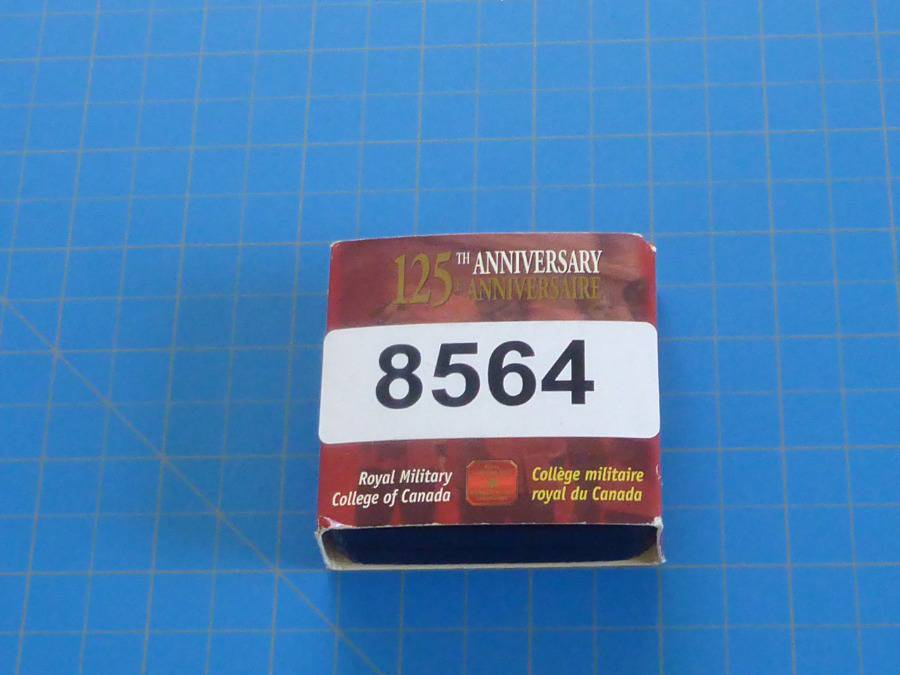 125TH ANNIVERSARY
E ANNIVERSAIRE
8564
Royal Military
College of Canada
Collège militaire
royal du Canada